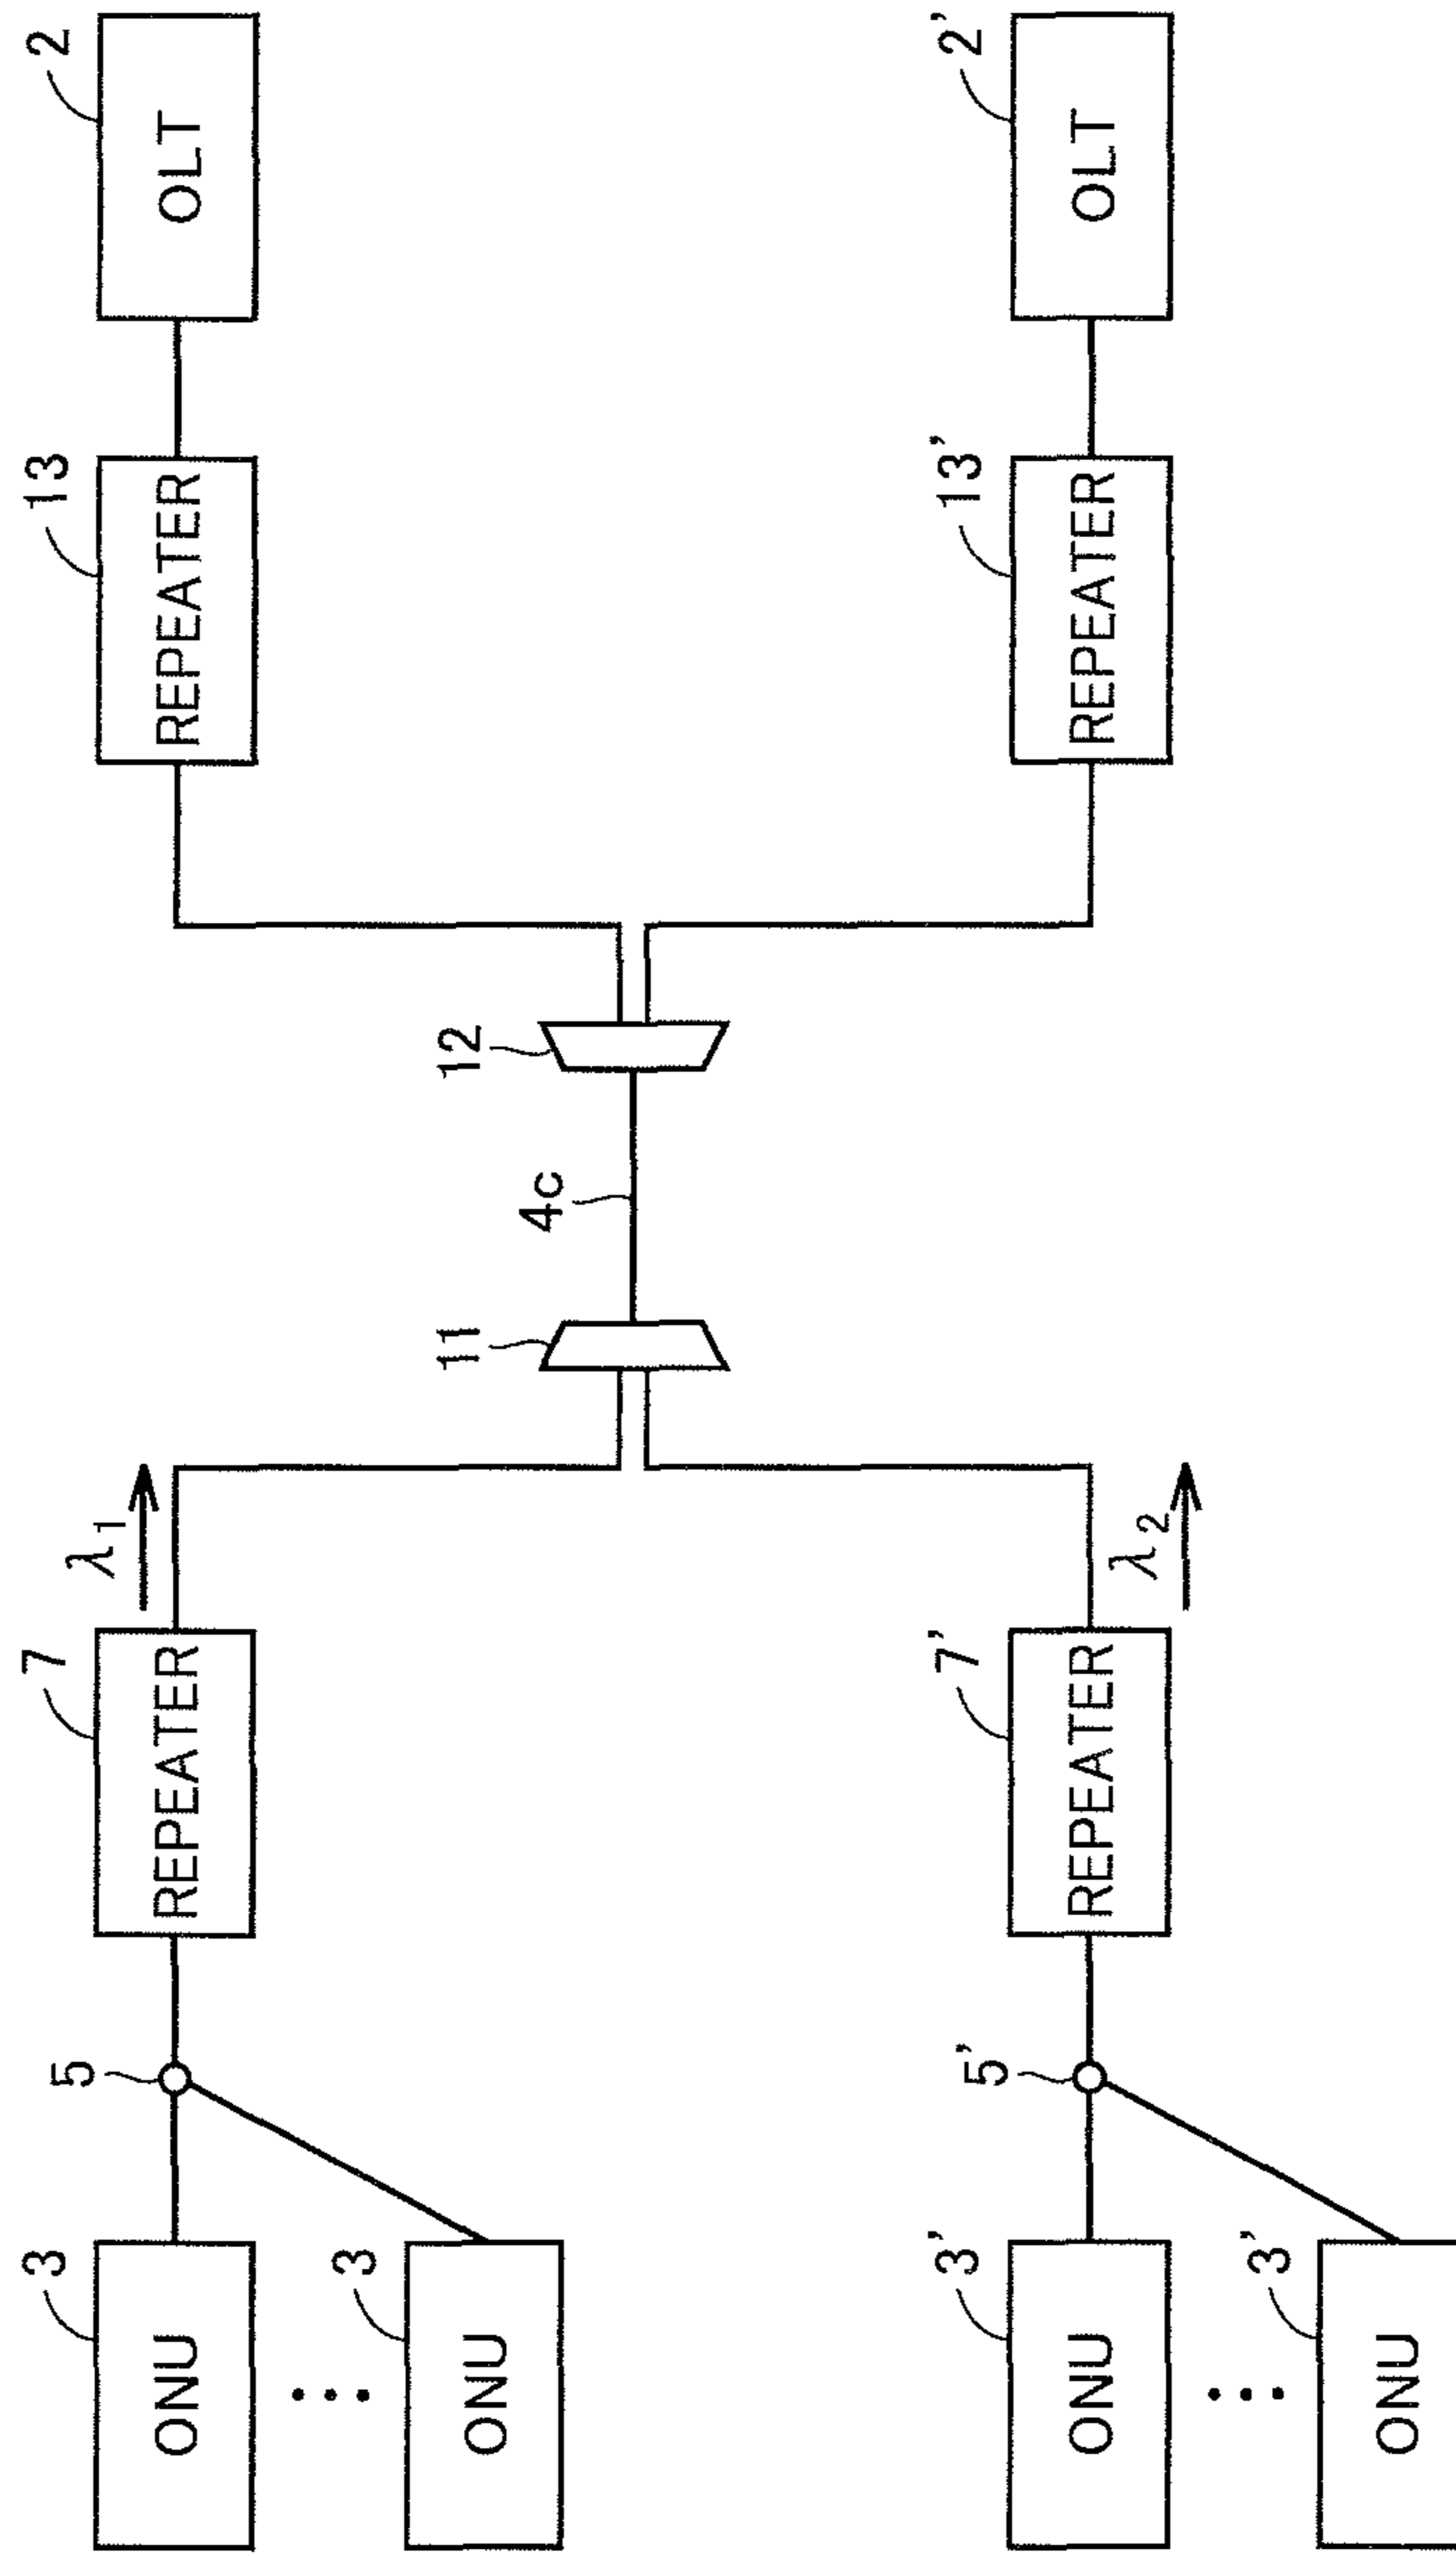 3
ONU
5
7
REPEATER
λ1
13
REPEATER
2
OLT
3
ONU
11
4c
12
3'
ONU
5'
7'
REPEATER
λ2
13'
REPEATER
2'
OLT
3'
ONU